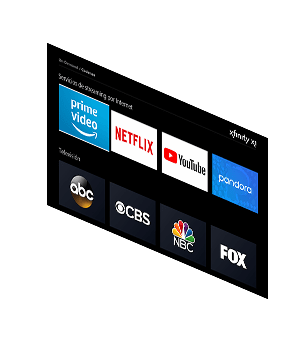 Servicios de streaming por Internet
xfinity x1
prime
video
NETFLIX
YouTube
pandora
Televisión
abc
CBS
NBC
FOX